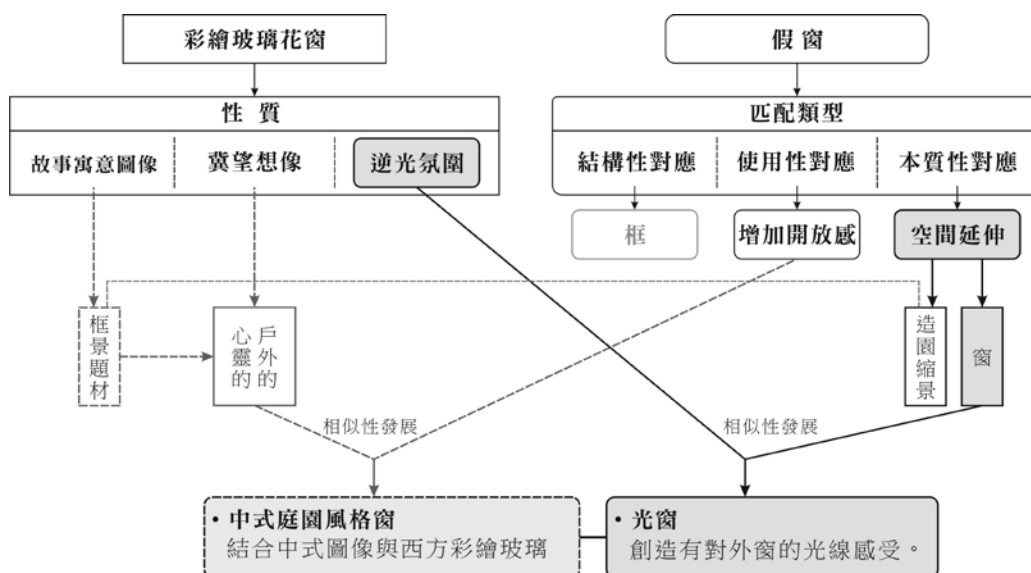 彩繪玻璃花窗
假窗
性質
匹配類型
故事寓意圖像
冀望想像
逆光氛圍
結構性對應
使用性對應
本質性對應
框
增加開放感
空間延伸
框景題材
戶外的
心靈的
造園縮景
窗
相似性發展
相似性發展
•中式庭園風格窗
結合中式圖像與西方彩繪玻璃
•光窗
創造有對外窗的光線感受。